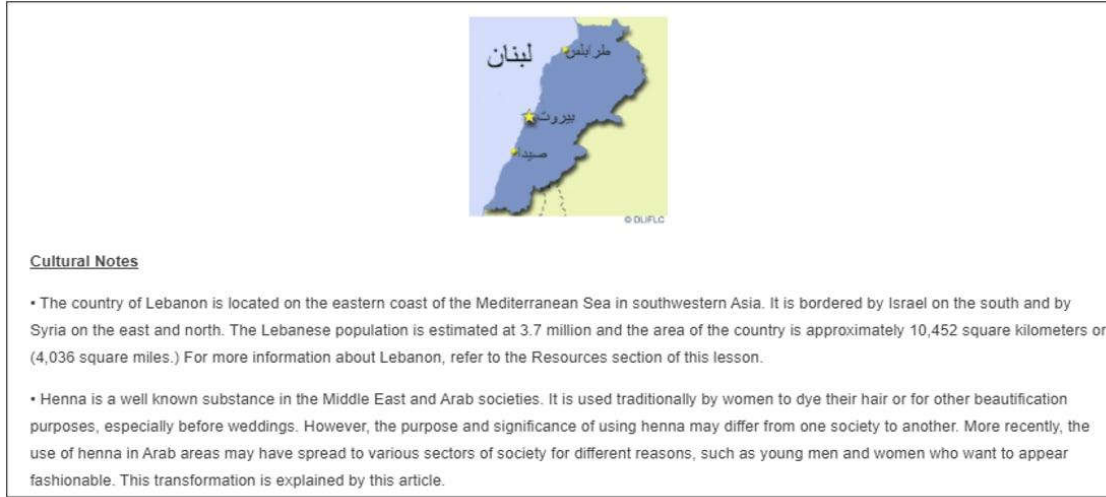 لبنان
طرابلس
بيروت
صيدا
© DLIFLC
Cultural Notes
• The country of Lebanon is located on the eastern coast of the Mediterranean Sea in southwestern Asia. It is bordered by Israel on the south and by
Syria on the east and north. The Lebanese population is estimated at 3.7 million and the area of the country is approximately 10,452 square kilometers or
(4,036 square miles.) For more information about Lebanon, refer to the Resources section of this lesson.
• Henna is a well known substance in the Middle East and Arab societies. It is used traditionally by women to dye their hair or for other beautification
purposes, especially before weddings. However, the purpose and significance of using henna may differ from one society to another. More recently, the
use of henna in Arab areas may have spread to various sectors of society for different reasons, such as young men and women who want to appear
fashionable. This transformation is explained by this article.